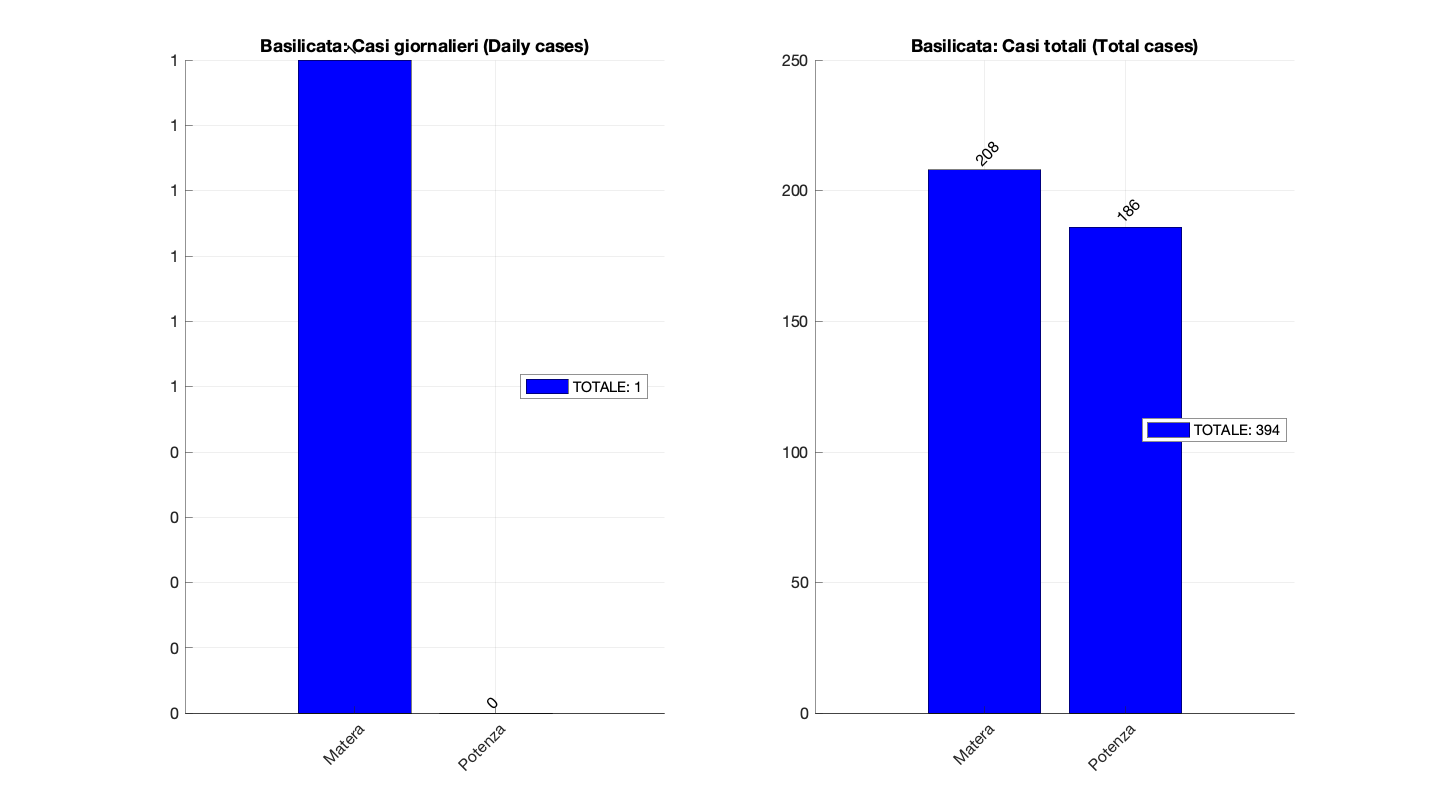 Basilicata: Casi giornalieri (Daily cases)
1
1
1
1
1
1
1
0
0
0
0
0
0
TOTALE: 1
Matera
Potenza
Basilicata: Casi totali (Total cases)
250
200
150
100
50
0
208
186
TOTALE: 394
Matera
Potenza